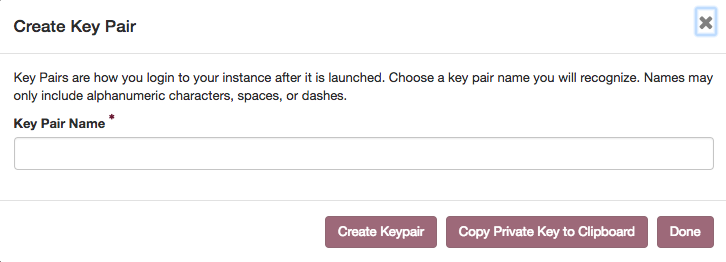 Create Key Pair
Key Pairs are how you login to your instance after it is launched. Choose a key pair name you will recognize. Names may
only include alphanumeric characters, spaces, or dashes.
Key Pair Name *
Create Keypair
Copy Private Key to Clipboard
Done